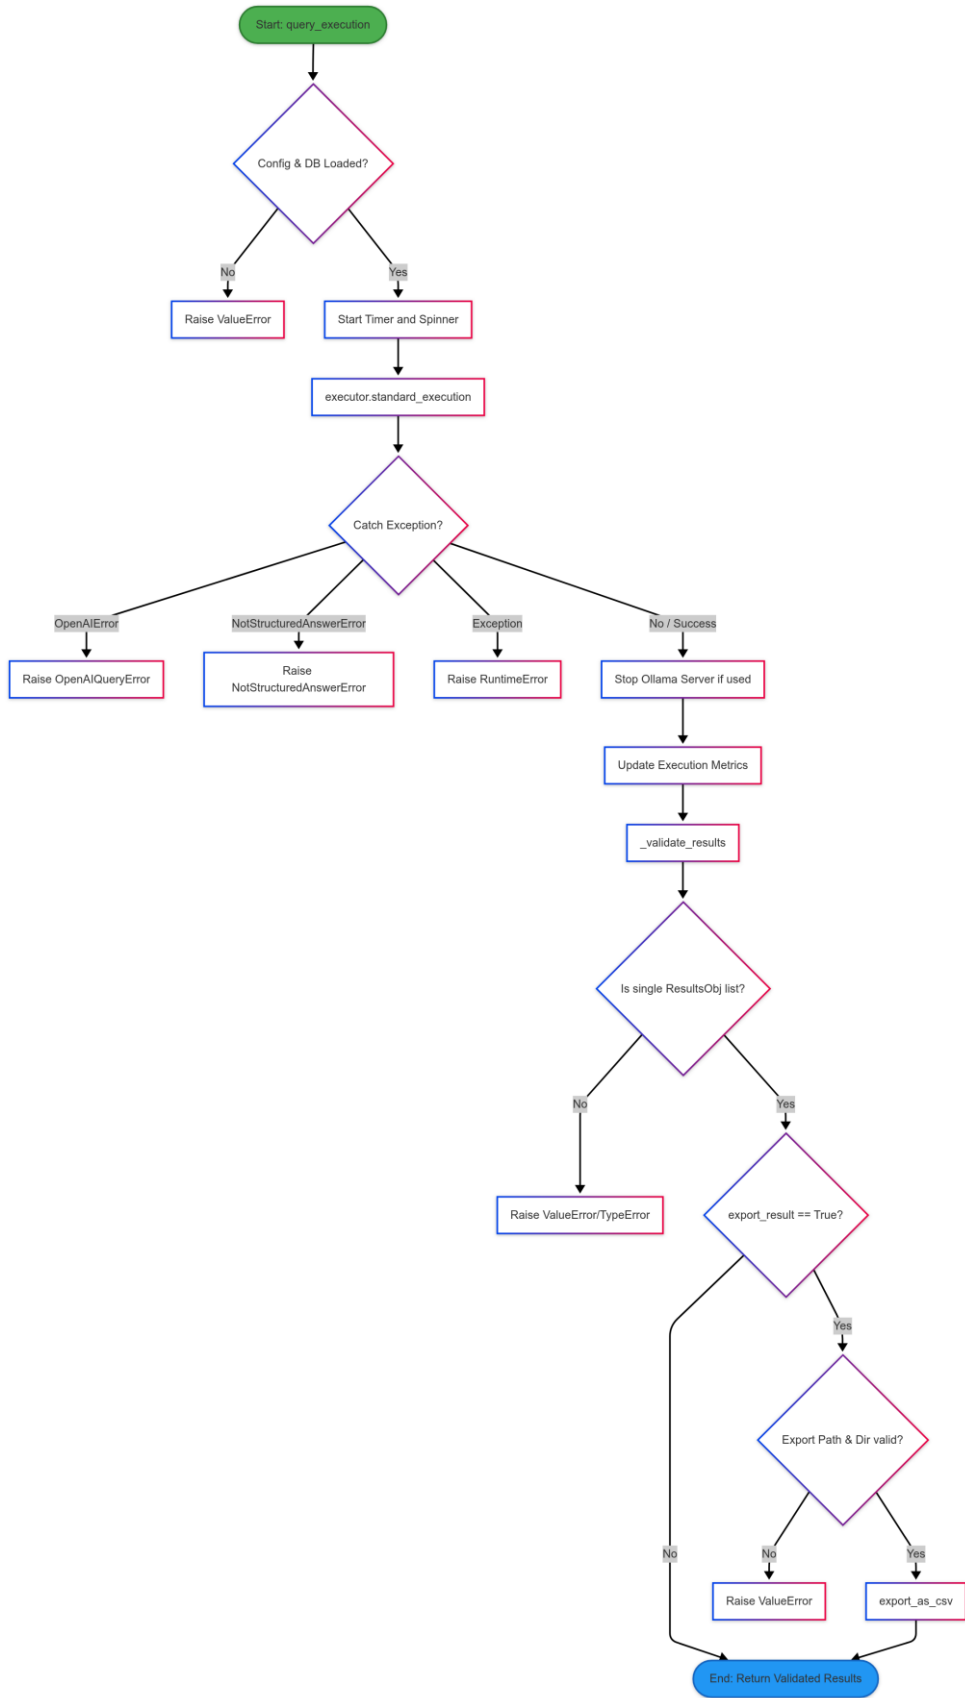 Start: query_execution
Config & DB Loaded?
No
Yes
Raise ValueError
Start Timer and Spinner
executor.standard_execution
Catch Exception?
OpenAIError
NotStructuredAnswerError
Exception
No / Success
Raise OpenAIQueryError
Raise
NotStructuredAnswerError
Raise RuntimeError
Stop Ollama Server if used
Update Execution Metrics
_validate_results
Is single ResultsObj list?
No
Yes
Raise ValueError/TypeError
export_result == True?
Yes
Export Path & Dir valid?
No
No
Yes
Raise ValueError
export_as_csv
End: Return Validated Results